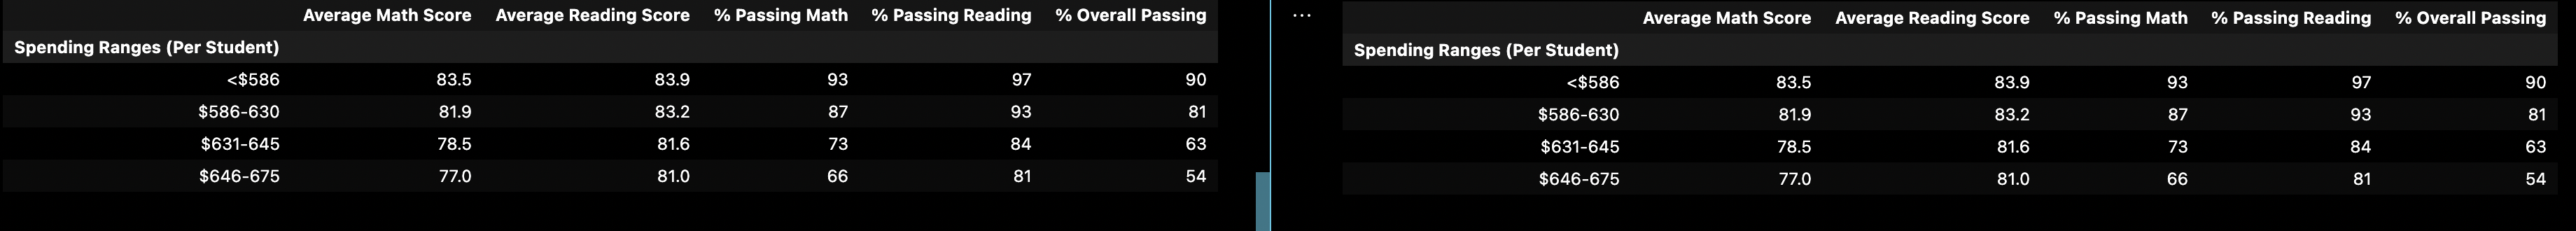 Average Math Score Average Reading Score % Passing Math % Passing Reading % Overall Passing
Spending Ranges (Per Student)
<$586 83.5 83.9 93 97 90
$586-630 81.9 83.2 87 93 81
$631-645 78.5 81.6 73 84 63
$646-675 77.0 81.0 66 81 54
...
Average Math Score Average Reading Score % Passing Math % Passing Reading % Overall Passing
Spending Ranges (Per Student)
<$586 83.5 83.9 93 97 90
$586-630 81.9 83.2 87 93 81
$631-645 78.5 81.6 73 84 63
$646-675 77.0 81.0 66 81 54